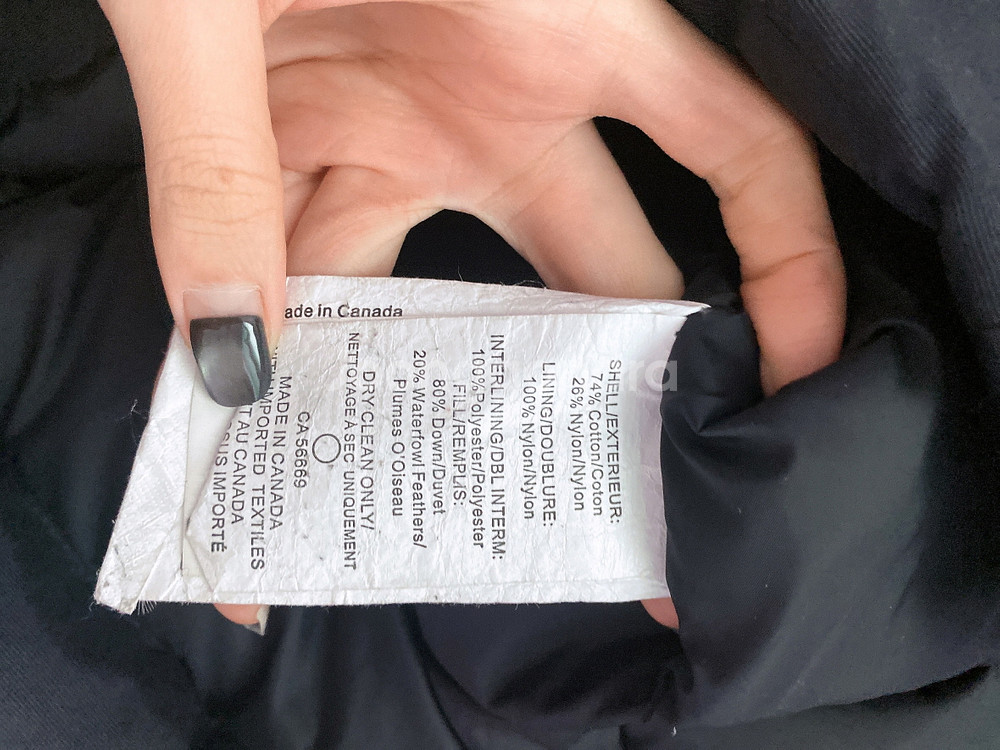 ade in Canada
SHELL/EXTERIEUR:
74% Cotton/Coton
26% Nylon/Nylon
LINING/DOUBLURE:
100% Nylon/Nylon
INTERLINING/DBL INTERM:
100%Polyester/Polyester
FILL/REMPLIS:
80% Down/Duvet
20% Waterfowl Feathers/
Plumes O'Oiseau
DRY CLEAN ONLY/
NETTOYAGE À SEC UNIQUEMENT
CA 56669
MADE IN CANADA
IMPORTED TEXTILES
T AU CANADA
IMPORTÉ